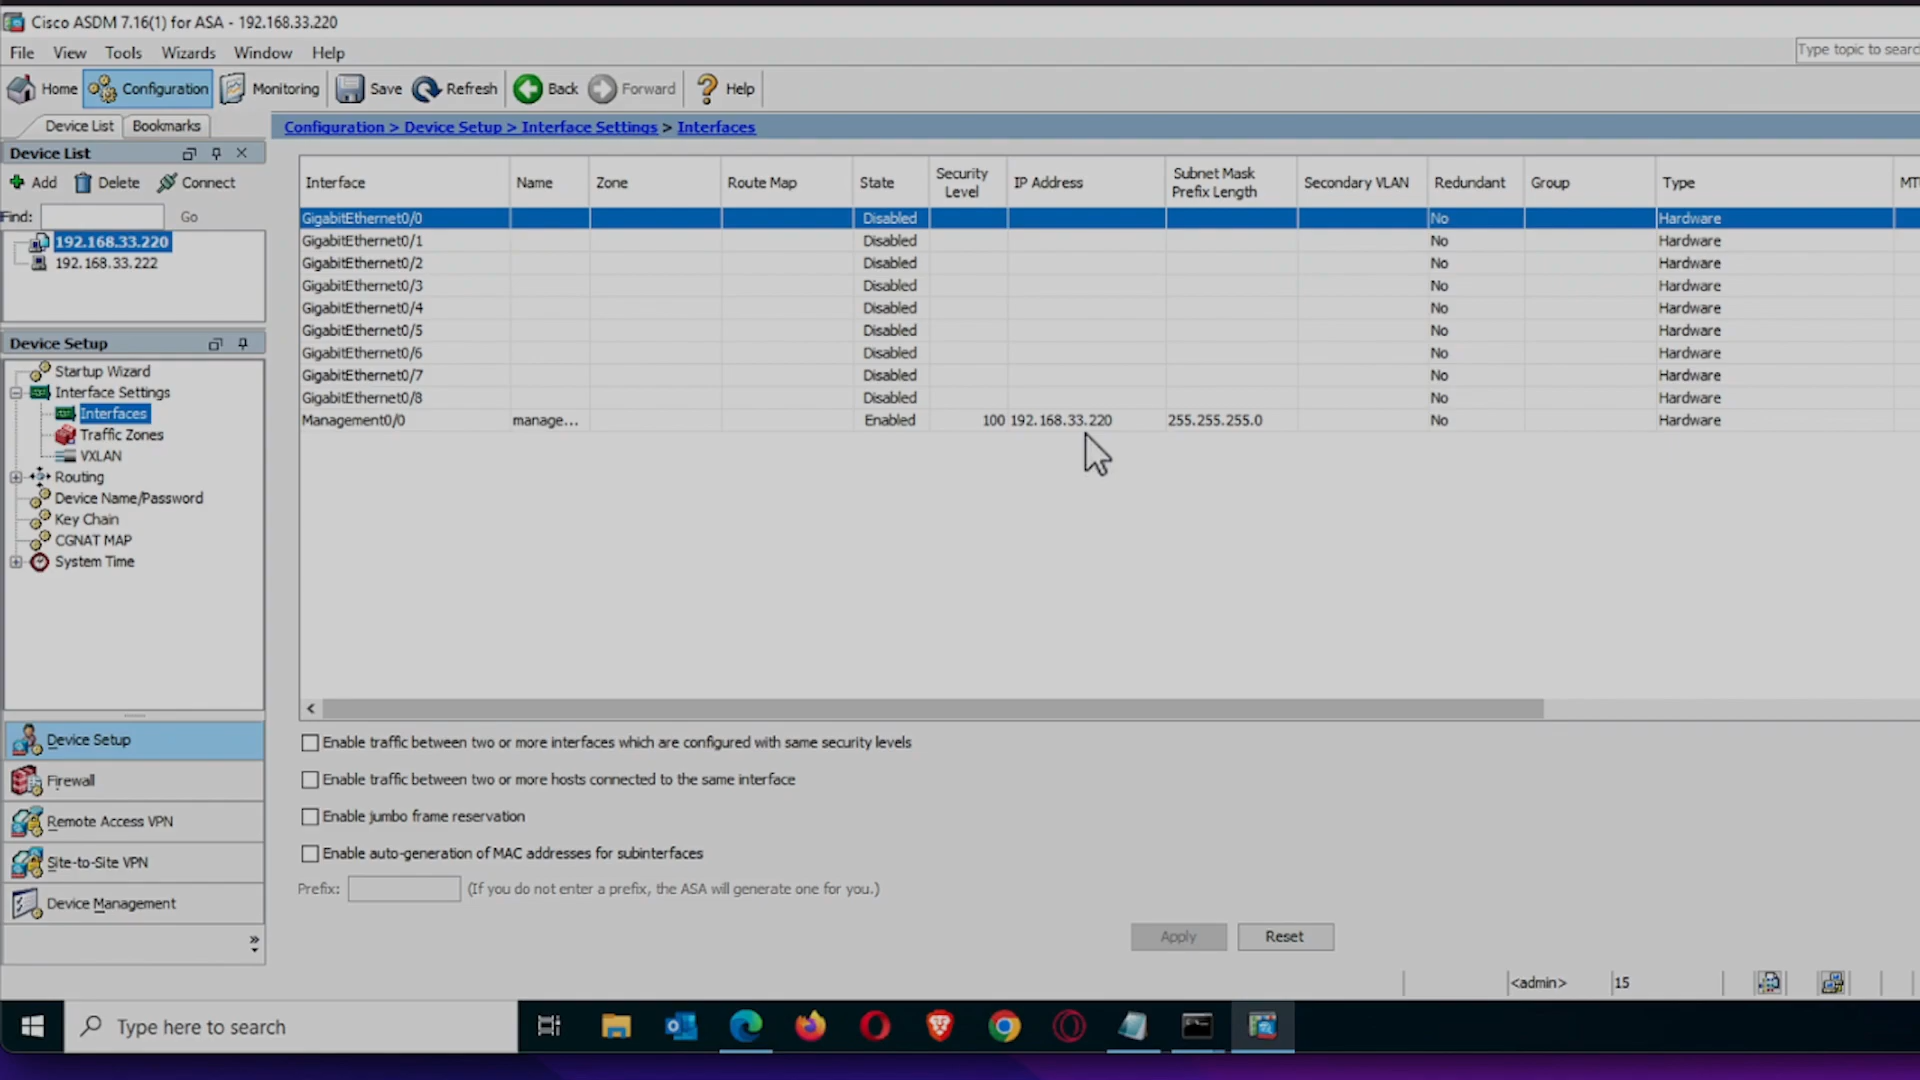 Cisco ASDM 7.16(1) for ASA - 192.168.33.220
File View Tools Wizards Window Help
Type topic to search
Home Configuration Monitoring Save Refresh Back Forward Help
Device List Bookmarks
Configuration > Device Setup > Interface Settings > Interfaces
Device List
Add Delete Connect
Find: Go
192.168.33.220
192.168.33.222
Device Setup
Startup Wizard
Interface Settings
Interfaces
Traffic Zones
VXLAN
Routing
Device Name/Password
Key Chain
CGNAT MAP
System Time
Device Setup
Firewall
Remote Access VPN
Site-to-Site VPN
Device Management
Interface Name Zone Route Map State Security Level IP Address Subnet Mask Prefix Length Secondary VLAN Redundant Group Type MT
GigabitEthernet0/0 Disabled No Hardware
GigabitEthernet0/1 Disabled No Hardware
GigabitEthernet0/2 Disabled No Hardware
GigabitEthernet0/3 Disabled No Hardware
GigabitEthernet0/4 Disabled No Hardware
GigabitEthernet0/5 Disabled No Hardware
GigabitEthernet0/6 Disabled No Hardware
GigabitEthernet0/7 Disabled No Hardware
GigabitEthernet0/8 Disabled No Hardware
Management0/0 manage... Enabled 100 192.168.33.220 255.255.255.0 No Hardware
Enable traffic between two or more interfaces which are configured with same security levels
Enable traffic between two or more hosts connected to the same interface
Enable jumbo frame reservation
Enable auto-generation of MAC addresses for subinterfaces
Prefix: (If you do not enter a prefix, the ASA will generate one for you.)
Apply Reset
<admin> 15
Type here to search